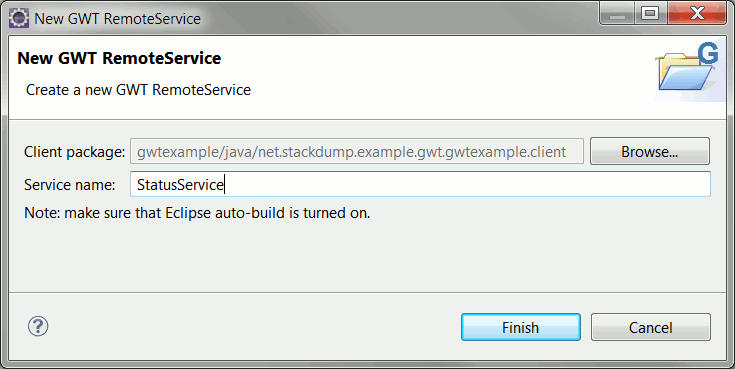 New GWT RemoteService
New GWT RemoteService
Create a new GWT RemoteService
G
Client package: gwtexample/java/net.stackdump.example.gwt.gwtexample.client Browse...
Service name: StatusService
Note: make sure that Eclipse auto-build is turned on.
? Finish Cancel